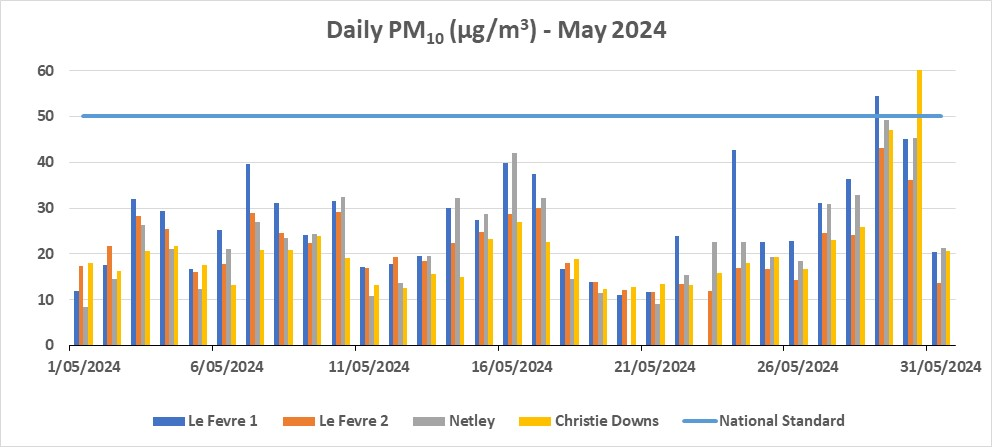 Daily PM₁₀ (µg/m³) - May 2024
60
50
40
30
20
10
0
1/05/2024 6/05/2024 11/05/2024 16/05/2024 21/05/2024 26/05/2024 31/05/2024
Le Fevre 1 Le Fevre 2 Netley Christie Downs National Standard